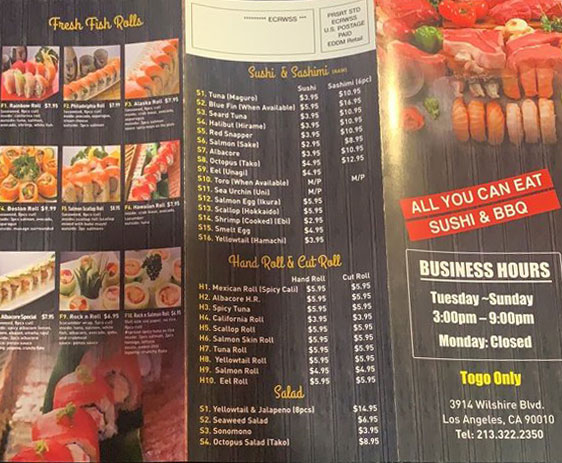 Fresh Fish Rolls
F1. Rainbow Roll $7.95
F2. Philadelphia Roll $7.95
F3. Alaska Roll $7.95
F4. Boston Roll $9.99
F5. Salmon Scallop Roll $8.95
F6. Hawaiian Roll $7.95
Albacore Special $7.95
F9. Rock n Roll $6.95
F10. Rock n Salmon Roll
********* ECRWSS ***
PRSRT STD
ECRWSS
U.S. POSTAGE
PAID
EDDM Retail
Sushi & Sashimi (RAW)
Sushi Sashimi (6pc)
S1. Tuna (Maguro) $3.95 $10.95
S2. Blue Fin (When Available) $5.95 $16.95
S3. Seard Tuna $3.95 $10.95
S4. Halibut (Hirame) $3.95 $10.95
S5. Red Snapper $3.95 $10.95
S6. Salmon (Sake) $2.95 $8.95
S7. Albacore $3.95 $10.95
S8. Octopus (Tako) $4.95 $12.95
S9. Eel (Unagi) $4.95
S10. Toro (When Available) M/P M/P
S11. Sea Urchin (Uni) M/P
S12. Salmon Egg (Ikura) $5.95
S13. Scallop (Hokkaido) $5.95
S14. Shrimp (Cooked) (Ebi) $2.95
S15. Smelt Egg $4.95
S16. Yellowtail (Hamachi) $3.95
Hand Roll & Cut Roll
Hand Roll Cut Roll
H1. Mexican Roll (Spicy Cali) $5.95 $5.95
H2. Albacore H.R. $5.95 $5.95
H3. Spicy Tuna $5.95 $5.95
H4. California Roll $3.95 $3.95
H5. Scallop Roll $5.95 $5.95
H6. Salmon Skin Roll $5.95 $5.95
H7. Tuna Roll $5.95 $5.95
H8. Yellowtail Roll $5.95 $5.95
H9. Salmon Roll $4.95 $4.95
H10. Eel Roll $5.95 $5.95
Salad
S1. Yellowtail & Jalapeno (8pcs) $14.95
S2. Seaweed Salad $6.95
S3. Sonomono $3.95
S4. Octopus Salad (Tako) $8.95
ALL YOU CAN EAT
SUSHI & BBQ
BUSINESS HOURS
Tuesday ~Sunday
3:00pm – 9:00pm
Monday: Closed
Togo Only
3914 Wilshire Blvd.
Los Angeles, CA 90010
Tel: 213.322.2350